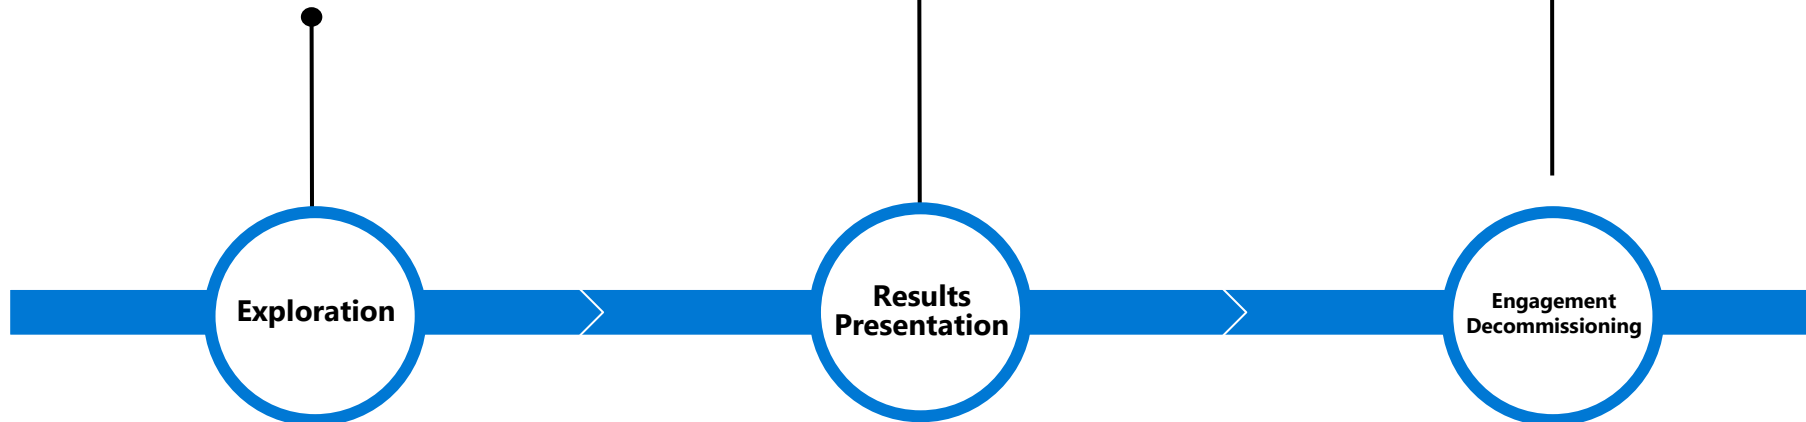 Exploration
Results
Presentation
Engagement
Decommissioning